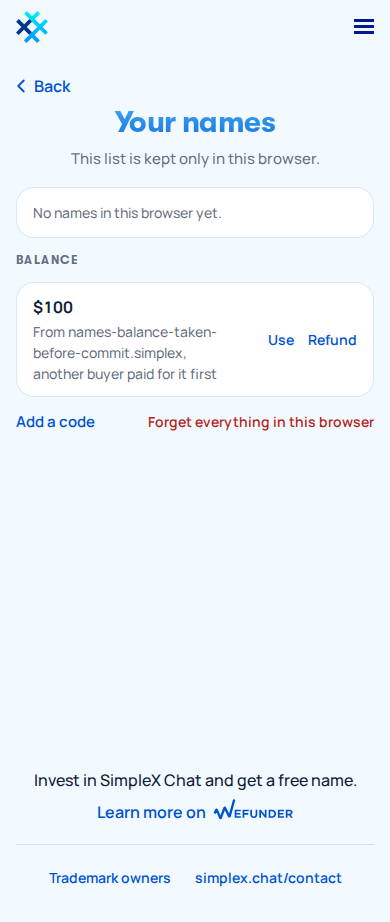 Back
Your names
This list is kept only in this browser.
No names in this browser yet.
BALANCE
$100
From names-balance-taken-
before-commit.simplex,
another buyer paid for it first
Use Refund
Add a code Forget everything in this browser
Invest in SimpleX Chat and get a free name.
Learn more on WEFUNDER
Trademark owners simplex.chat/contact